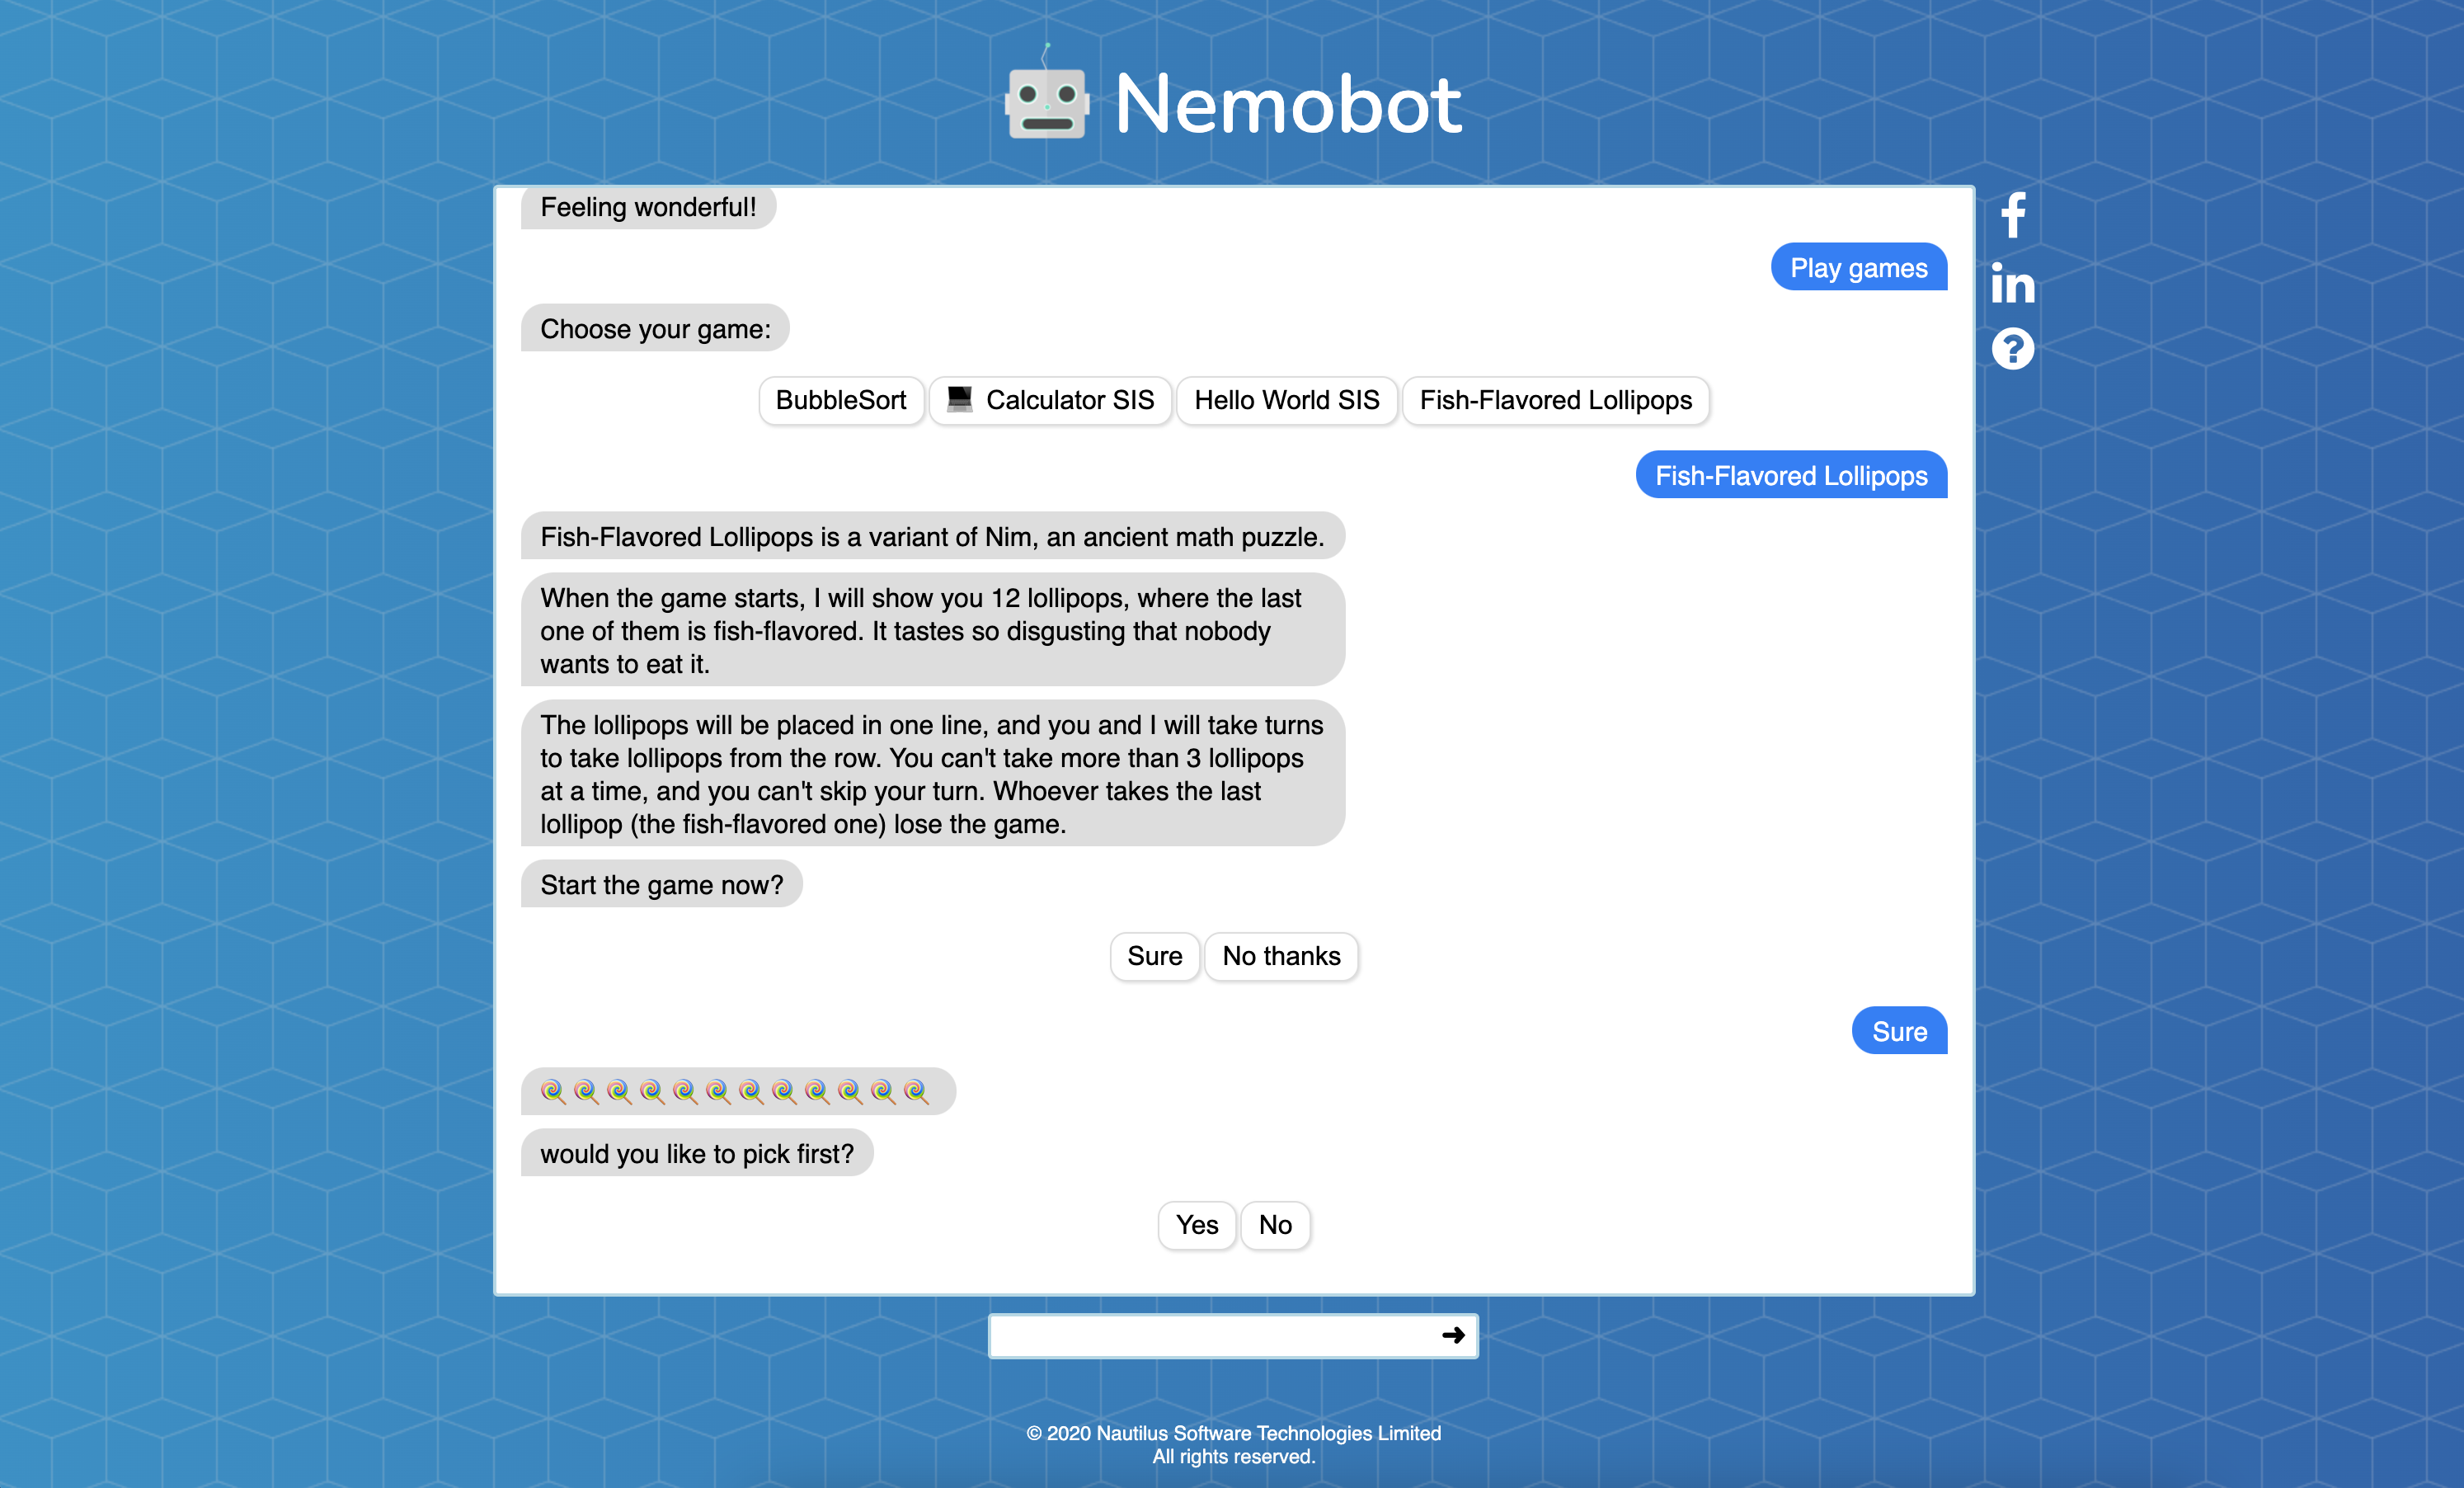 Nemobot
Feeling wonderful!
Play games
Choose your game:
BubbleSort
Calculator SIS
Hello World SIS
Fish-Flavored Lollipops
Fish-Flavored Lollipops
Fish-Flavored Lollipops is a variant of Nim, an ancient math puzzle.
When the game starts, I will show you 12 lollipops, where the last
one of them is fish-flavored. It tastes so disgusting that nobody
wants to eat it.
The lollipops will be placed in one line, and you and I will take turns
to take lollipops from the row. You can't take more than 3 lollipops
at a time, and you can't skip your turn. Whoever takes the last
lollipop (the fish-flavored one) lose the game.
Start the game now?
Sure
No thanks
Sure
would you like to pick first?
Yes
No
© 2020 Nautilus Software Technologies Limited
All rights reserved.